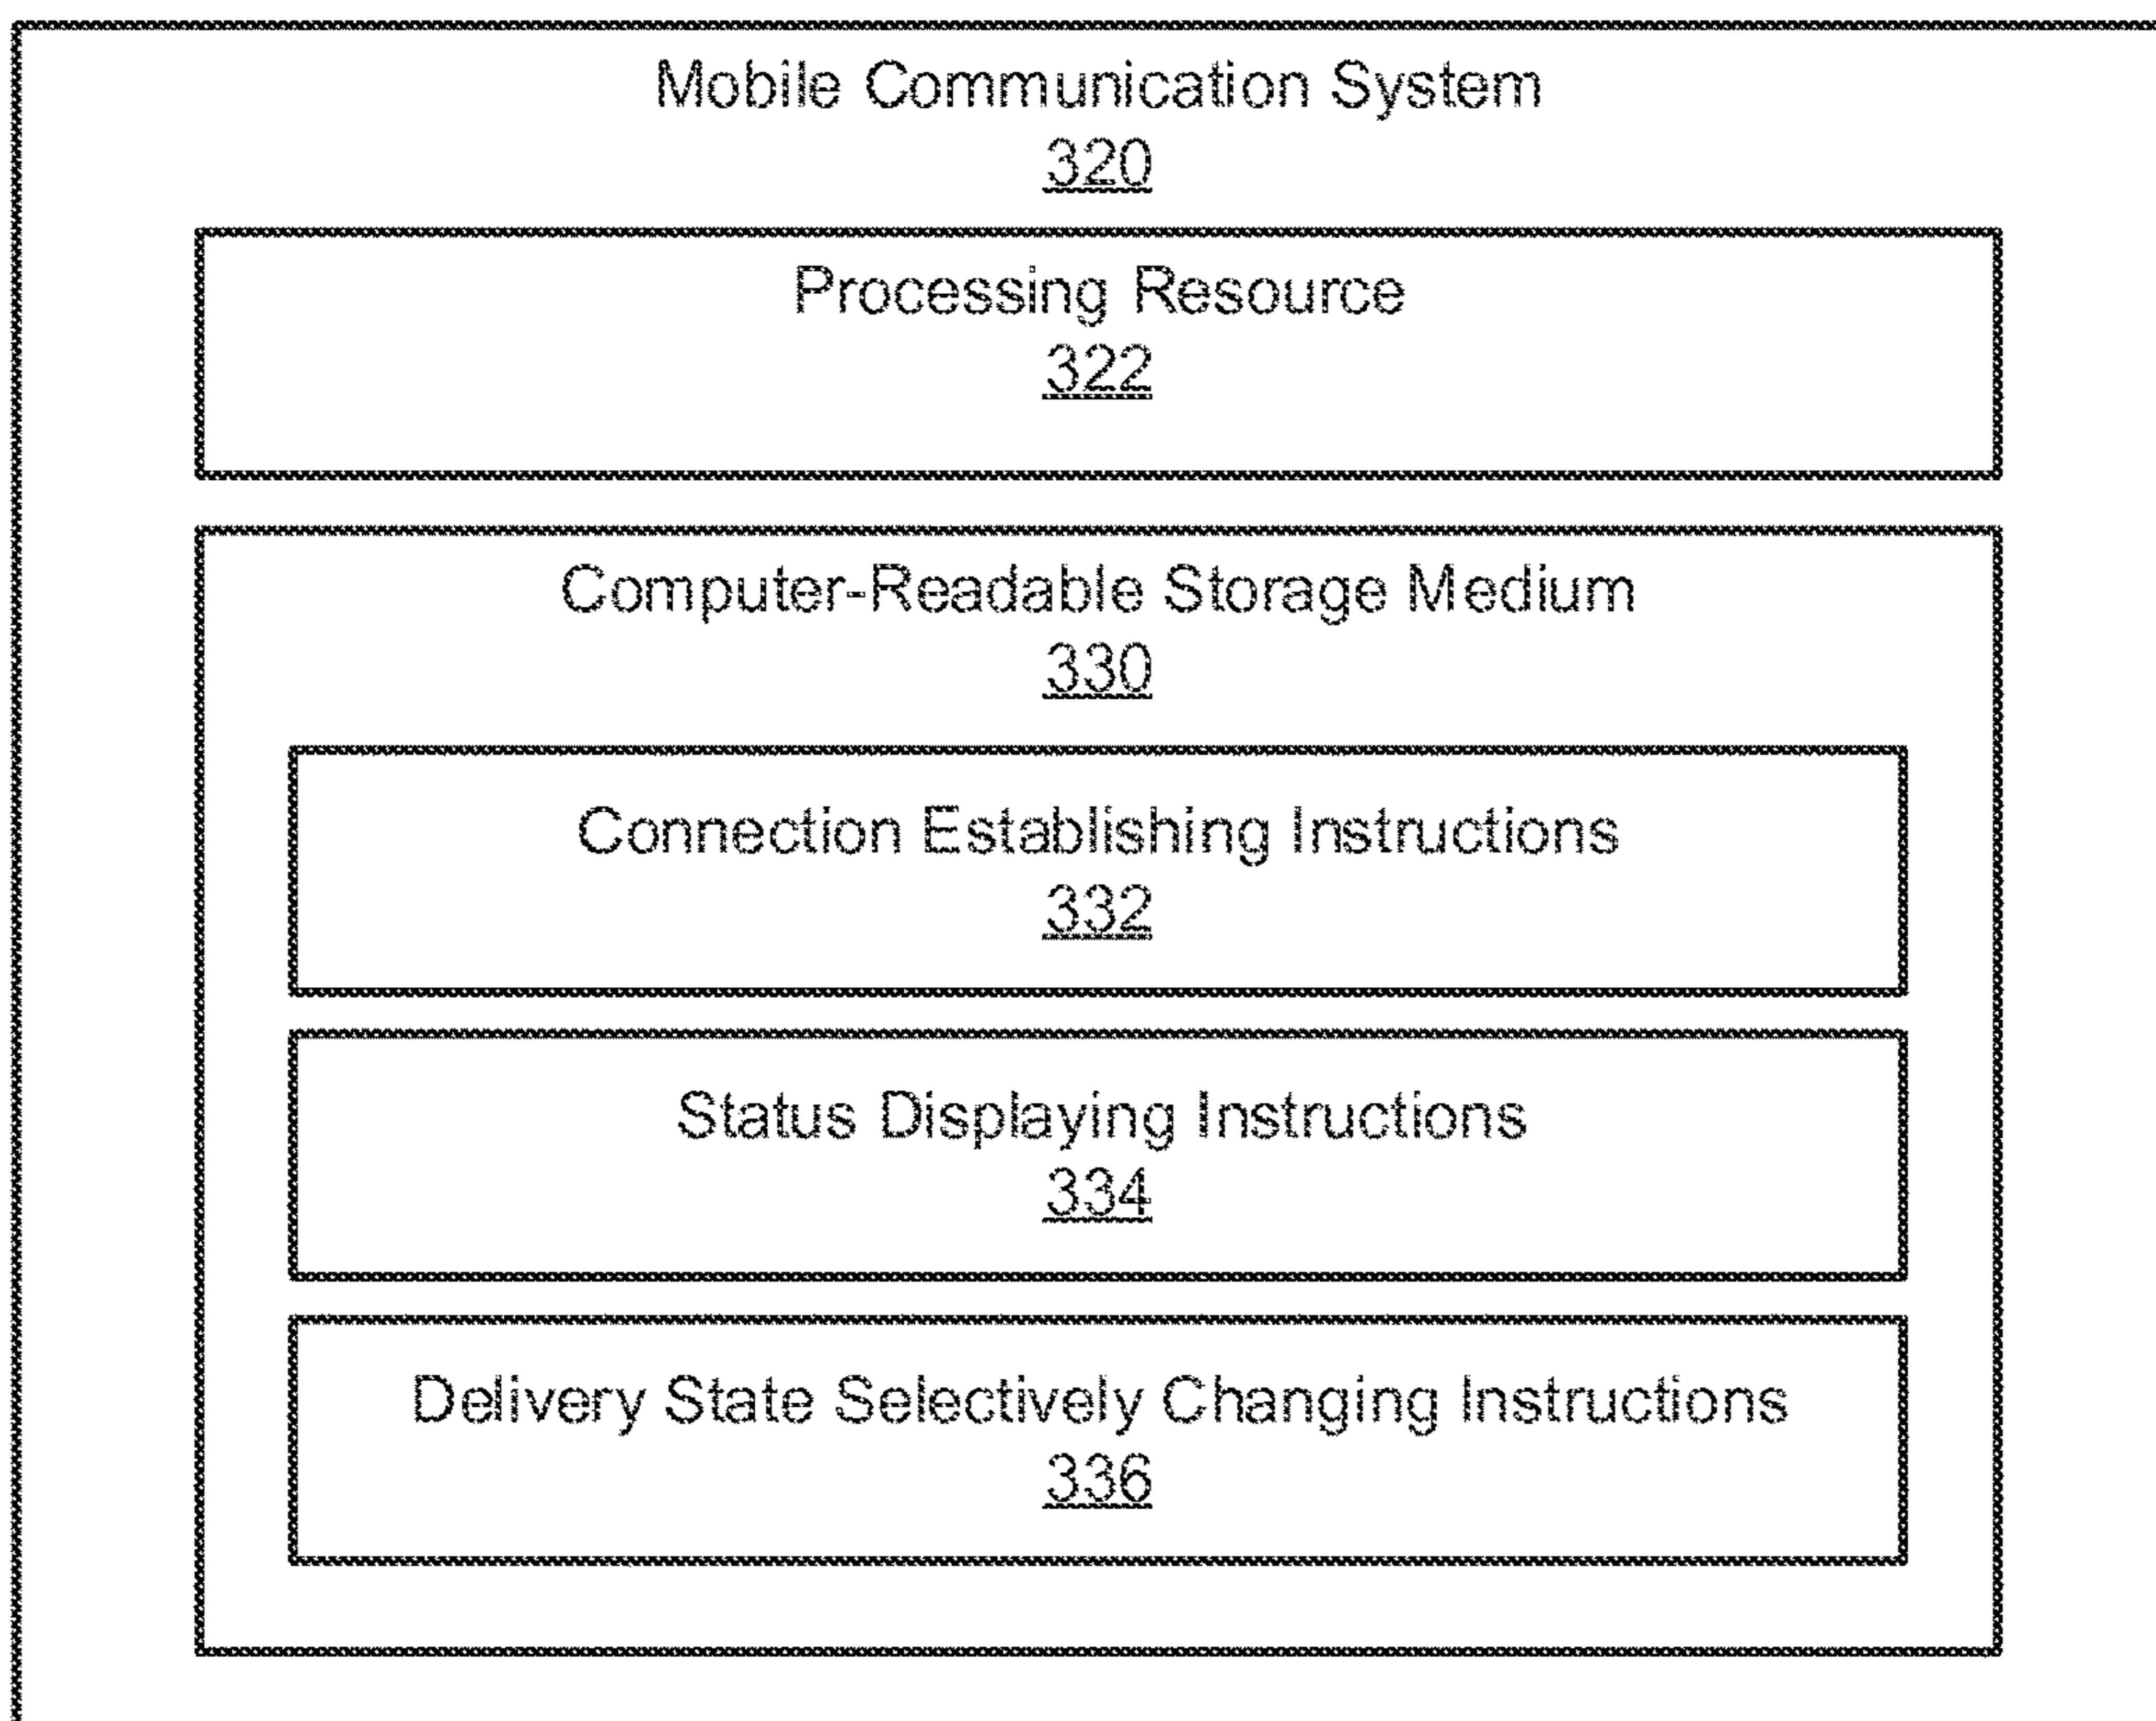 Mobile Communication System
320
Processing Resource
322
Computer-Readable Storage Medium
330
Connection Establishing Instructions
332
Status Displaying Instructions
334
Delivery State Selectively Changing Instructions
336